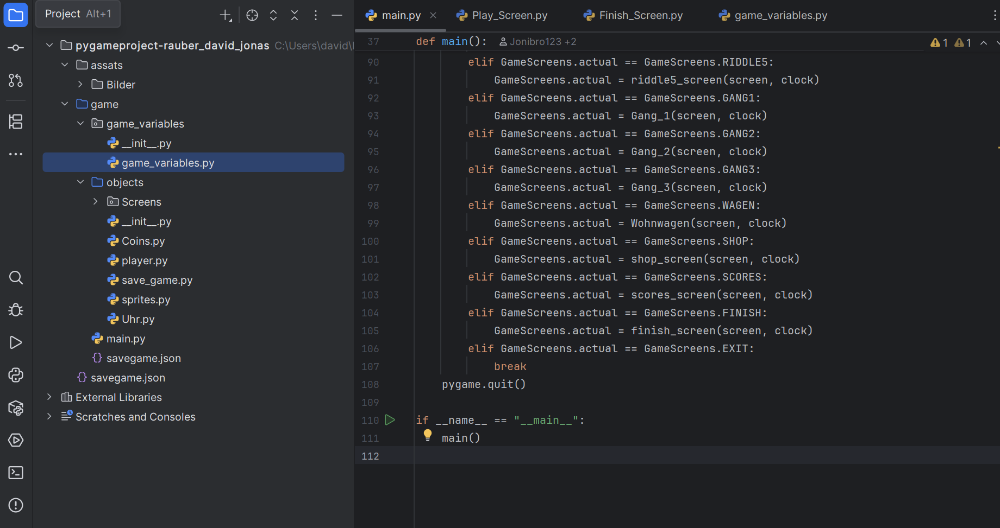 Project Alt+1
pygameproject-rauber_david_jonas C:\Users\david\
assats
Bilder
game
game_variables
__init__.py
game_variables.py
objects
Screens
__init__.py
Coins.py
player.py
save_game.py
sprites.py
Uhr.py
main.py
{} savegame.json
{} savegame.json
External Libraries
Scratches and Consoles
main.py
Play_Screen.py
Finish_Screen.py
game_variables.py
37 def main(): Jonibro123 +2
1 1
90 elif GameScreens.actual == GameScreens.RIDDLE5:
91 GameScreens.actual = riddle5_screen(screen, clock)
92 elif GameScreens.actual == GameScreens.GANG1:
93 GameScreens.actual = Gang_1(screen, clock)
94 elif GameScreens.actual == GameScreens.GANG2:
95 GameScreens.actual = Gang_2(screen, clock)
96 elif GameScreens.actual == GameScreens.GANG3:
97 GameScreens.actual = Gang_3(screen, clock)
98 elif GameScreens.actual == GameScreens.WAGEN:
99 GameScreens.actual = Wohnwagen(screen, clock)
100 elif GameScreens.actual == GameScreens.SHOP:
101 GameScreens.actual = shop_screen(screen, clock)
102 elif GameScreens.actual == GameScreens.SCORES:
103 GameScreens.actual = scores_screen(screen, clock)
104 elif GameScreens.actual == GameScreens.FINISH:
105 GameScreens.actual = finish_screen(screen, clock)
106 elif GameScreens.actual == GameScreens.EXIT:
107 break
108 pygame.quit()
109
110 if __name__ == "__main__":
111 main()
112